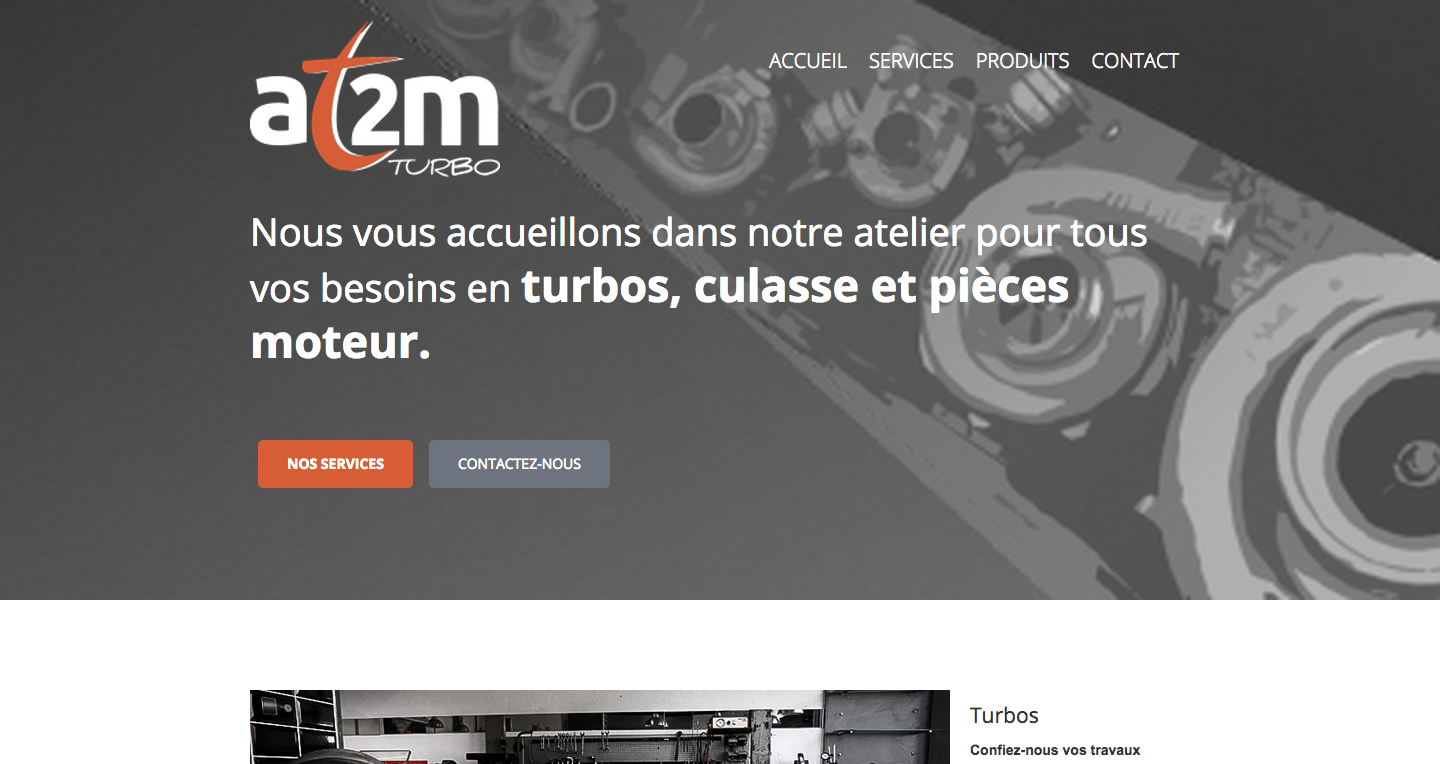 at2m
TURBO
ACCUEIL SERVICES PRODUITS CONTACT
Nous vous accueillons dans notre atelier pour tous
vos besoins en turbos, culasse et pièces
moteur.
NOS SERVICES CONTACTEZ-NOUS
Turbos
Confiez-nous vos travaux